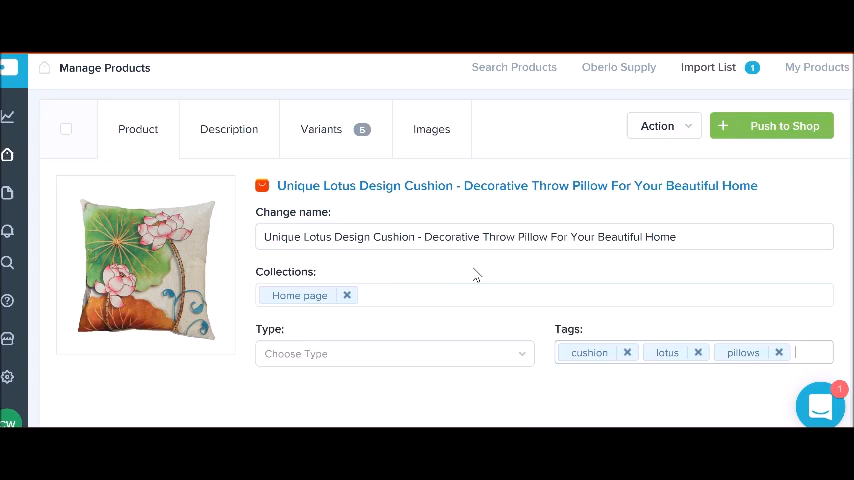 Manage Products
Search Products Oberlo Supply Import List 1 My Products
Product Description Variants 6 Images Action + Push to Shop
Unique Lotus Design Cushion - Decorative Throw Pillow For Your Beautiful Home
Change name:
Unique Lotus Design Cushion - Decorative Throw Pillow For Your Beautiful Home
Collections:
Home page
Type: Tags:
Choose Type cushion lotus pillows
1
CW